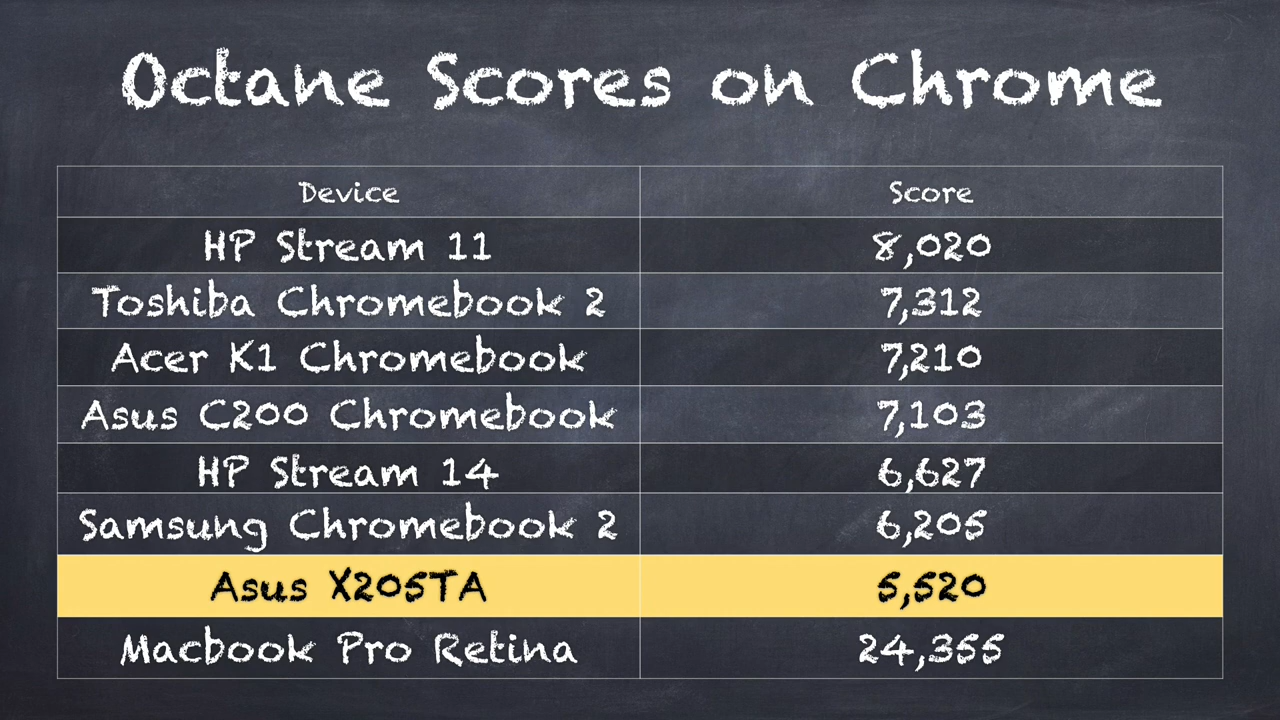 Octane Scores on Chrome
Device Score
HP Stream 11 8,020
Toshiba Chromebook 2 7,312
Acer K1 Chromebook 7,210
Asus C200 Chromebook 7,103
HP Stream 14 6,627
Samsung Chromebook 2 6,205
Asus X205TA 5,520
Macbook Pro Retina 24,355